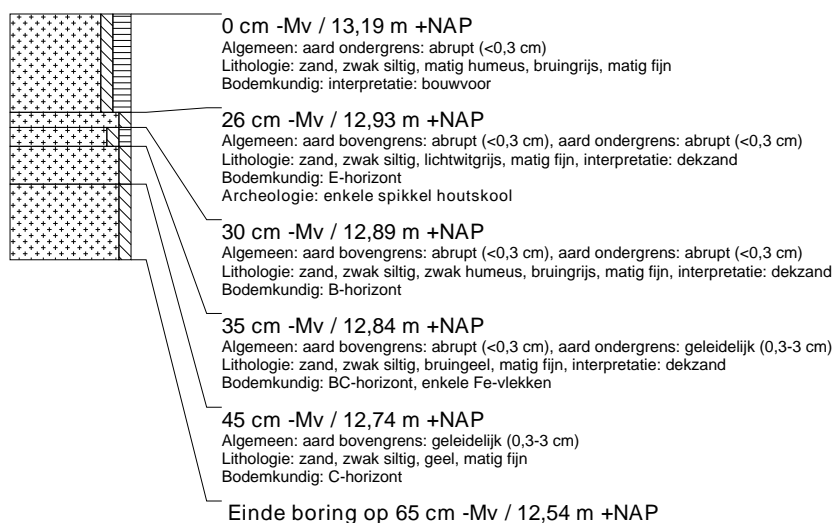 0 cm -Mv / 13,19 m +NAP
Algemeen: aard ondergrens: abrupt (<0,3 cm)
Lithologie: zand, zwak siltig, matig humeus, bruingrijs, matig fijn
Bodemkundig: interpretatie: bouwvoor
26 cm -Mv / 12,93 m +NAP
Algemeen: aard bovengrens: abrupt (<0,3 cm), aard ondergrens: abrupt (<0,3 cm)
Lithologie: zand, zwak siltig, lichtwitgrijs, matig fijn, interpretatie: dekzand
Bodemkundig: E-horizont
Archeologie: enkele spikkel houtskool
30 cm -Mv / 12,89 m +NAP
Algemeen: aard bovengrens: abrupt (<0,3 cm), aard ondergrens: abrupt (<0,3 cm)
Lithologie: zand, zwak siltig, zwak humeus, bruingrijs, matig fijn, interpretatie: dekzand
Bodemkundig: B-horizont
35 cm -Mv / 12,84 m +NAP
Algemeen: aard bovengrens: abrupt (<0,3 cm), aard ondergrens: geleidelijk (0,3-3 cm)
Lithologie: zand, zwak siltig, bruingeel, matig fijn, interpretatie: dekzand
Bodemkundig: BC-horizont, enkele Fe-vlekken
45 cm -Mv / 12,74 m +NAP
Algemeen: aard bovengrens: geleidelijk (0,3-3 cm)
Lithologie: zand, zwak siltig, geel, matig fijn
Bodemkundig: C-horizont
Einde boring op 65 cm -Mv / 12,54 m +NAP